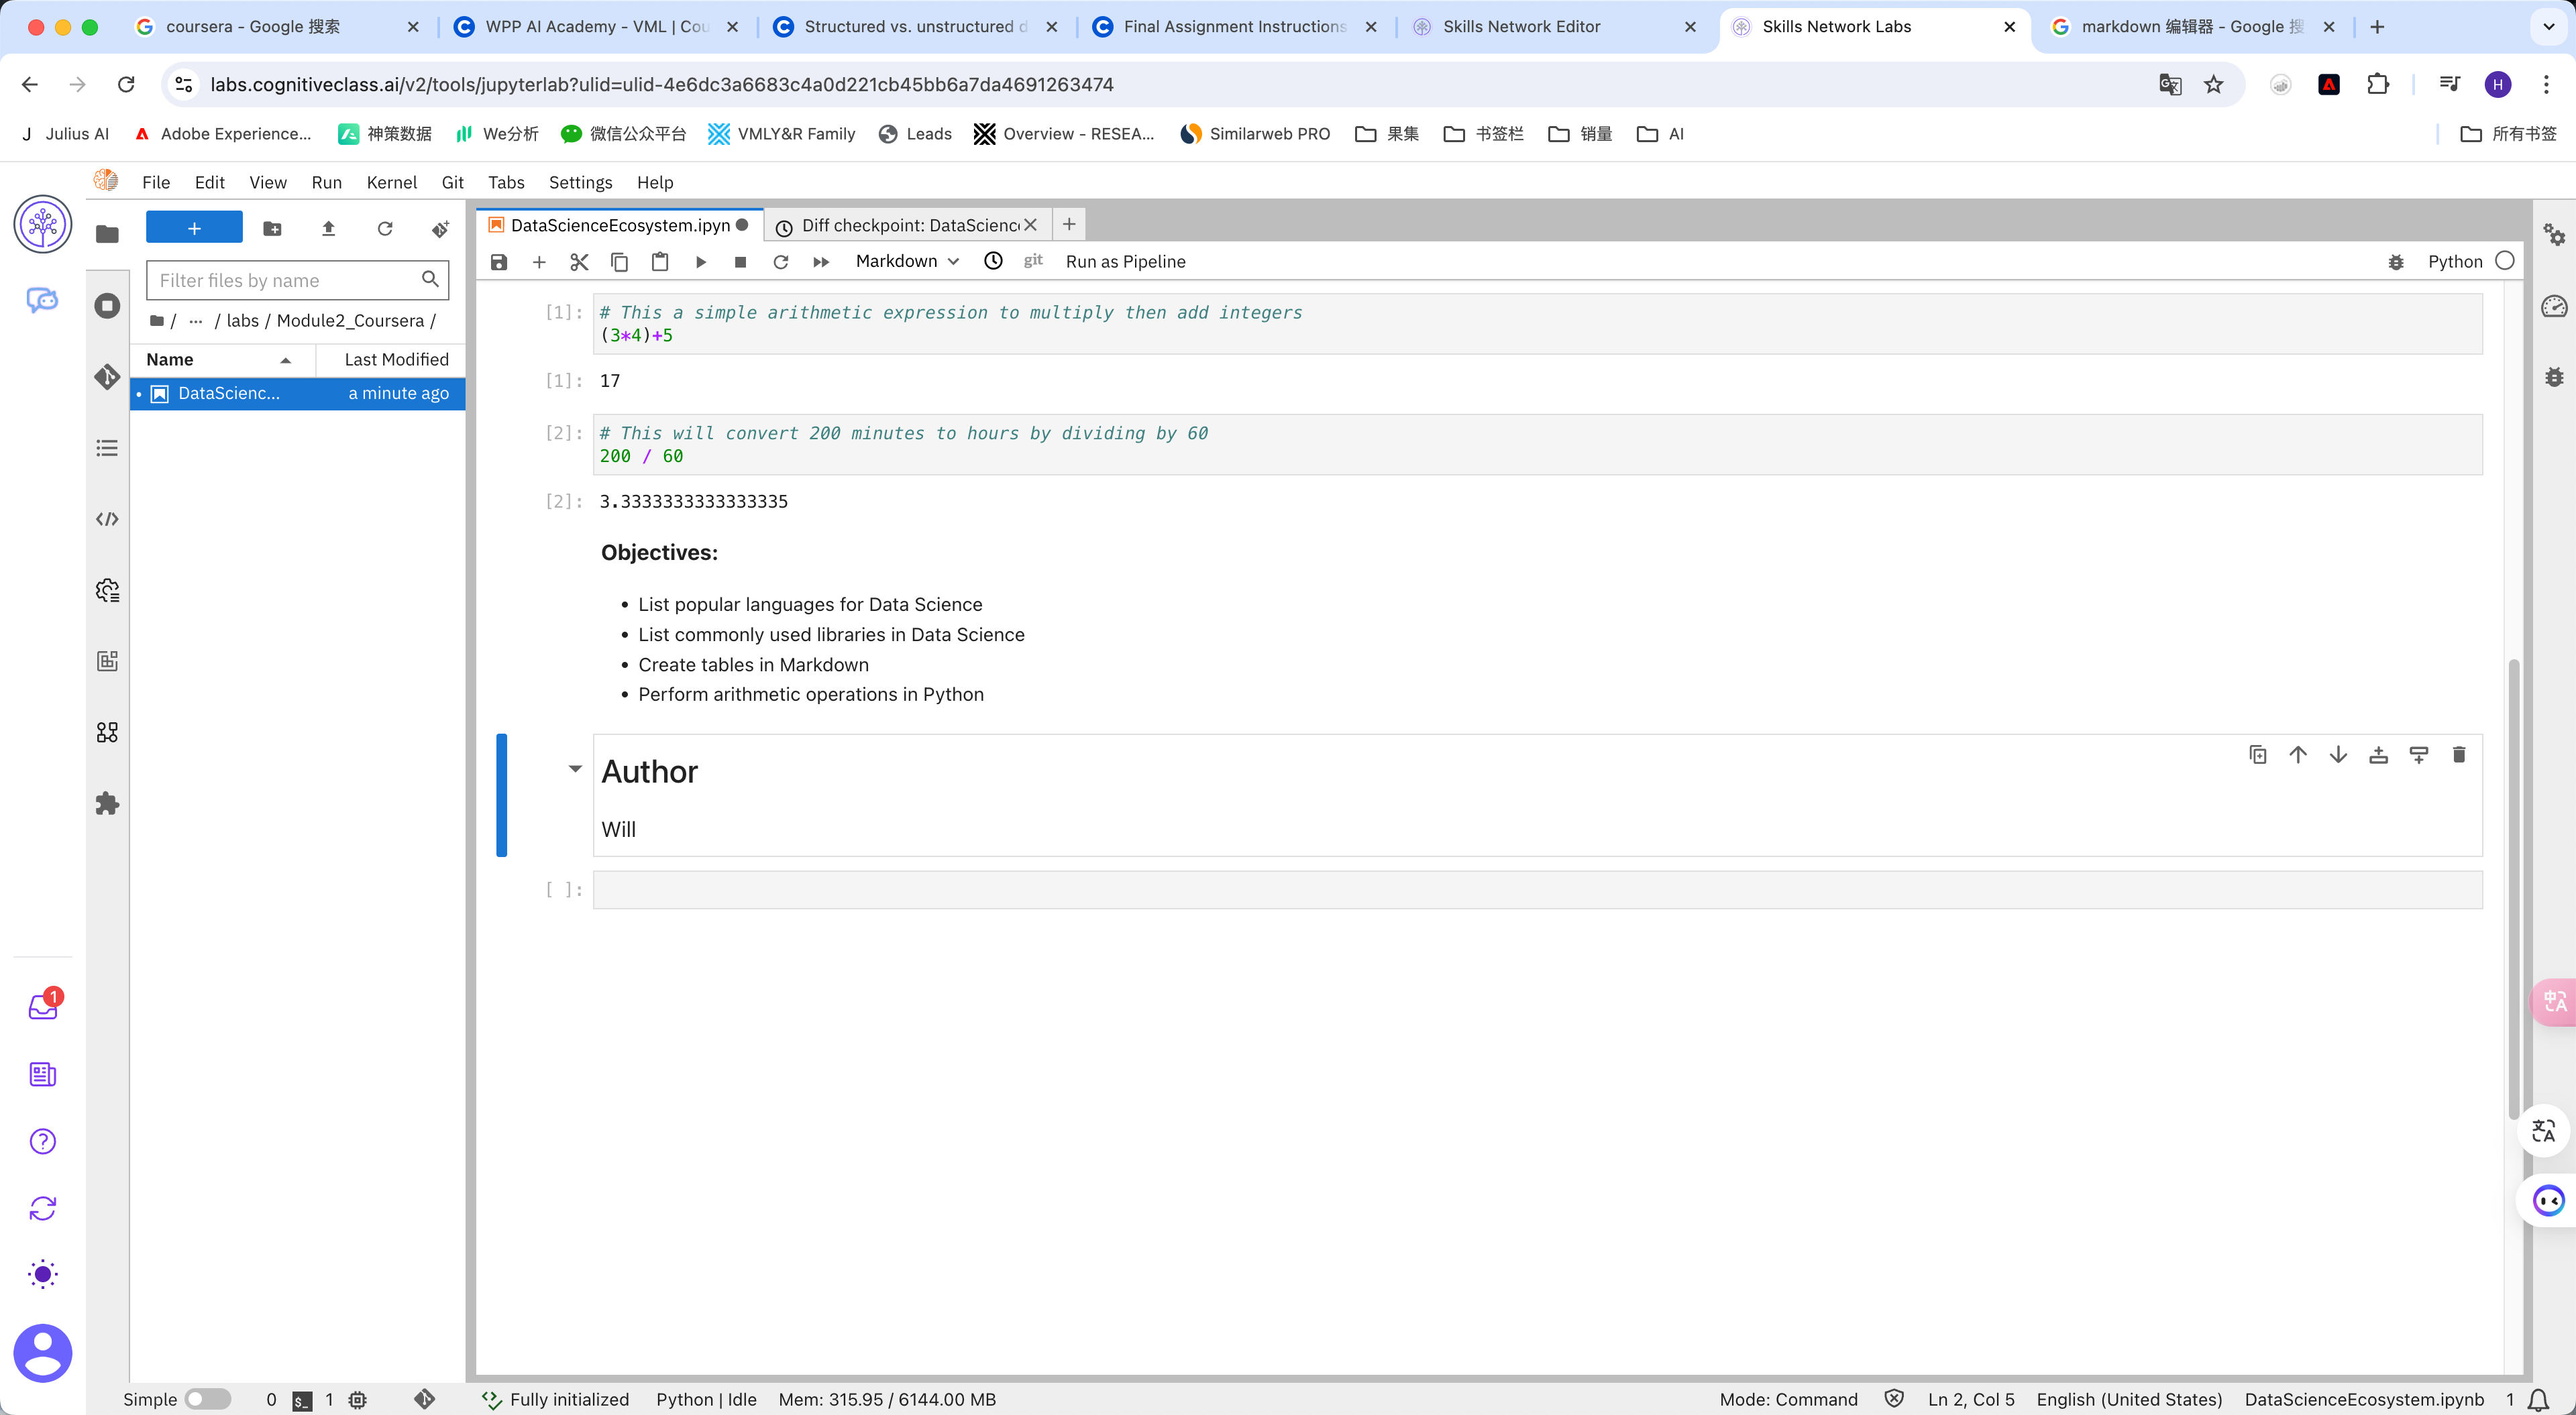 coursera - Google 搜索
WPP AI Academy - VML | Cou
Structured vs. unstructured d
Final Assignment Instructions
Skills Network Editor
Skills Network Labs
markdown 编辑器 - Google 搜
labs.cognitiveclass.ai/v2/tools/jupyterlab?ulid=ulid-4e6dc3a6683c4a0d221cb45bb6a7da4691263474
H
J Julius AI
Adobe Experience...
神策数据
We分析
微信公众平台
VMLY&R Family
Leads
Overview - RESEA...
Similarweb PRO
果集
书签栏
销量
AI
所有书签
File Edit View Run Kernel Git Tabs Settings Help
DataScienceEcosystem.ipyn
Diff checkpoint: DataScienc
Filter files by name
Markdown
git
Run as Pipeline
Python
/ ... / labs / Module2_Coursera /
Name
Last Modified
DataScienc...
a minute ago
[1]: # This a simple arithmetic expression to multiply then add integers
(3*4)+5
[1]: 17
[2]: # This will convert 200 minutes to hours by dividing by 60
200 / 60
[2]: 3.3333333333333335
Objectives:
• List popular languages for Data Science
• List commonly used libraries in Data Science
• Create tables in Markdown
• Perform arithmetic operations in Python
Author
Will
[ ]:
1
中A
文A
Simple
0
$_
1
Fully initialized
Python | Idle
Mem: 315.95 / 6144.00 MB
Mode: Command
Ln 2, Col 5
English (United States)
DataScienceEcosystem.ipynb
1